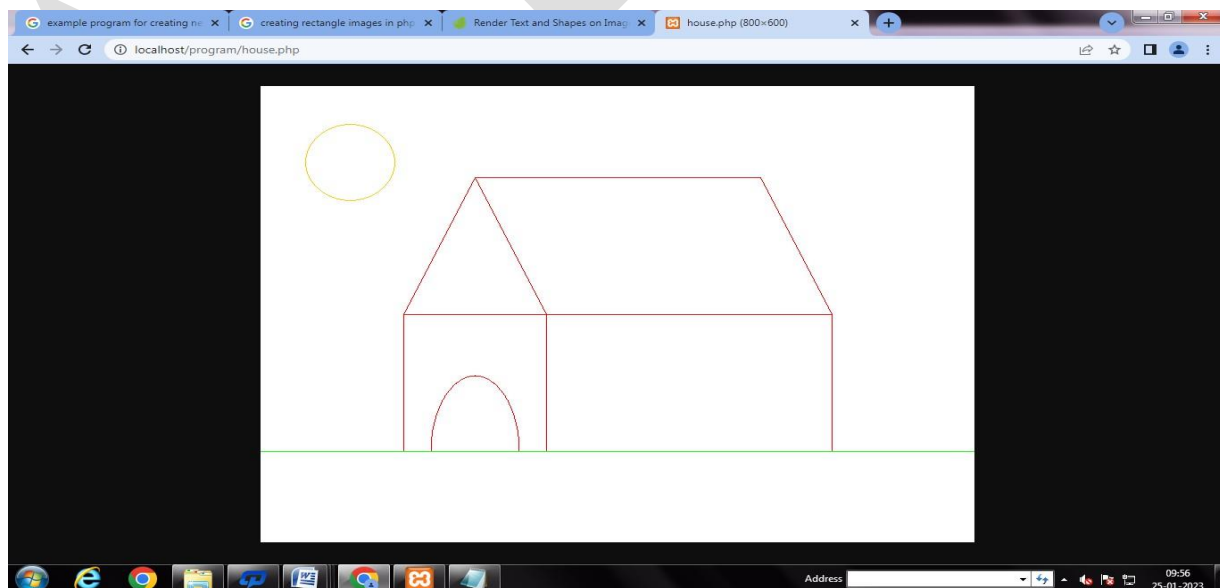 example program for creating ne
creating rectangle images in php
Render Text and Shapes on Imag
house.php (800×600)
localhost/program/house.php
Address
09:56
25-01-2023